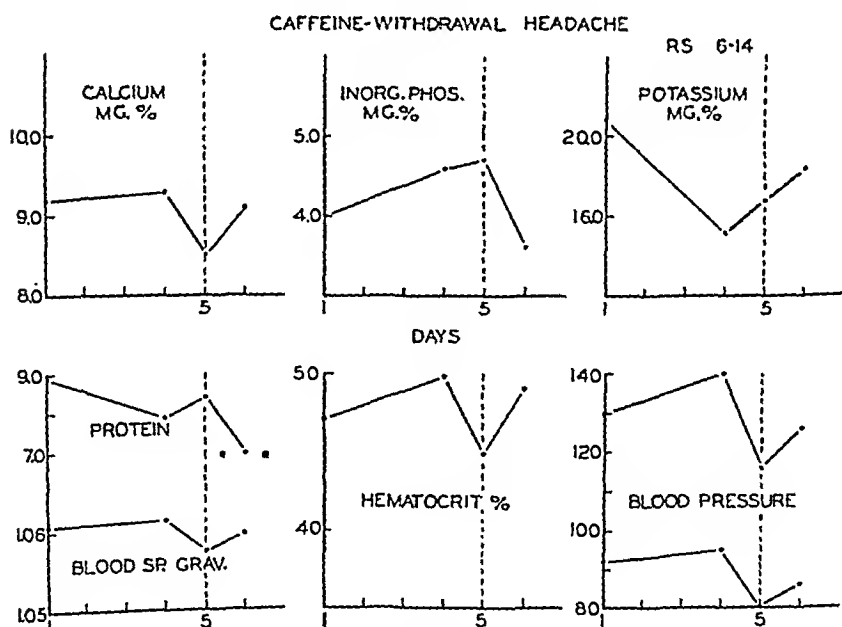 CAFFEINE-WITHDRAWAL HEADACHE
RS 6-14
CALCIUM
MG. %
10.0
9.0
8.0
5
INORG. PHOS.
MG.%
5.0
4.0
1
5
POTASSIUM
MG.%
20.0
16.0
1
5
DAYS
9.0
PROTEIN
7.0
1.06
BLOOD SP. GRAV.
1.05
1
5
50
HEMATOCRIT %
40
1
5
140
120
BLOOD PRESSURE
100
80
1
5